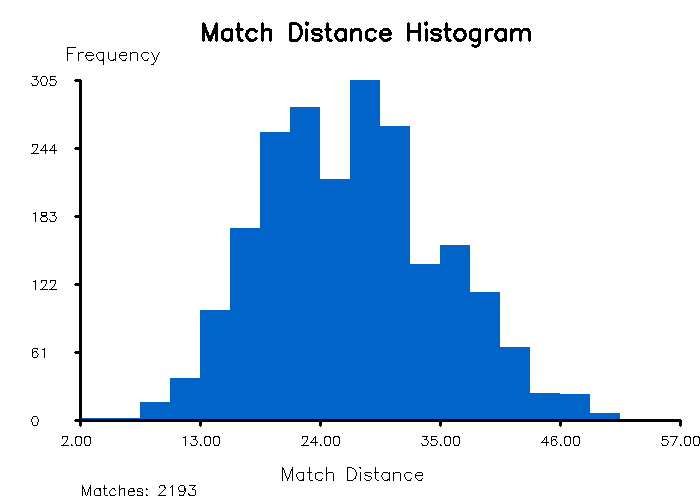 Match Distance Histogram
Frequency
305
244
183
122
61
0
2.00 13.00 24.00 35.00 46.00 57.00
Match Distance
Matches: 2193